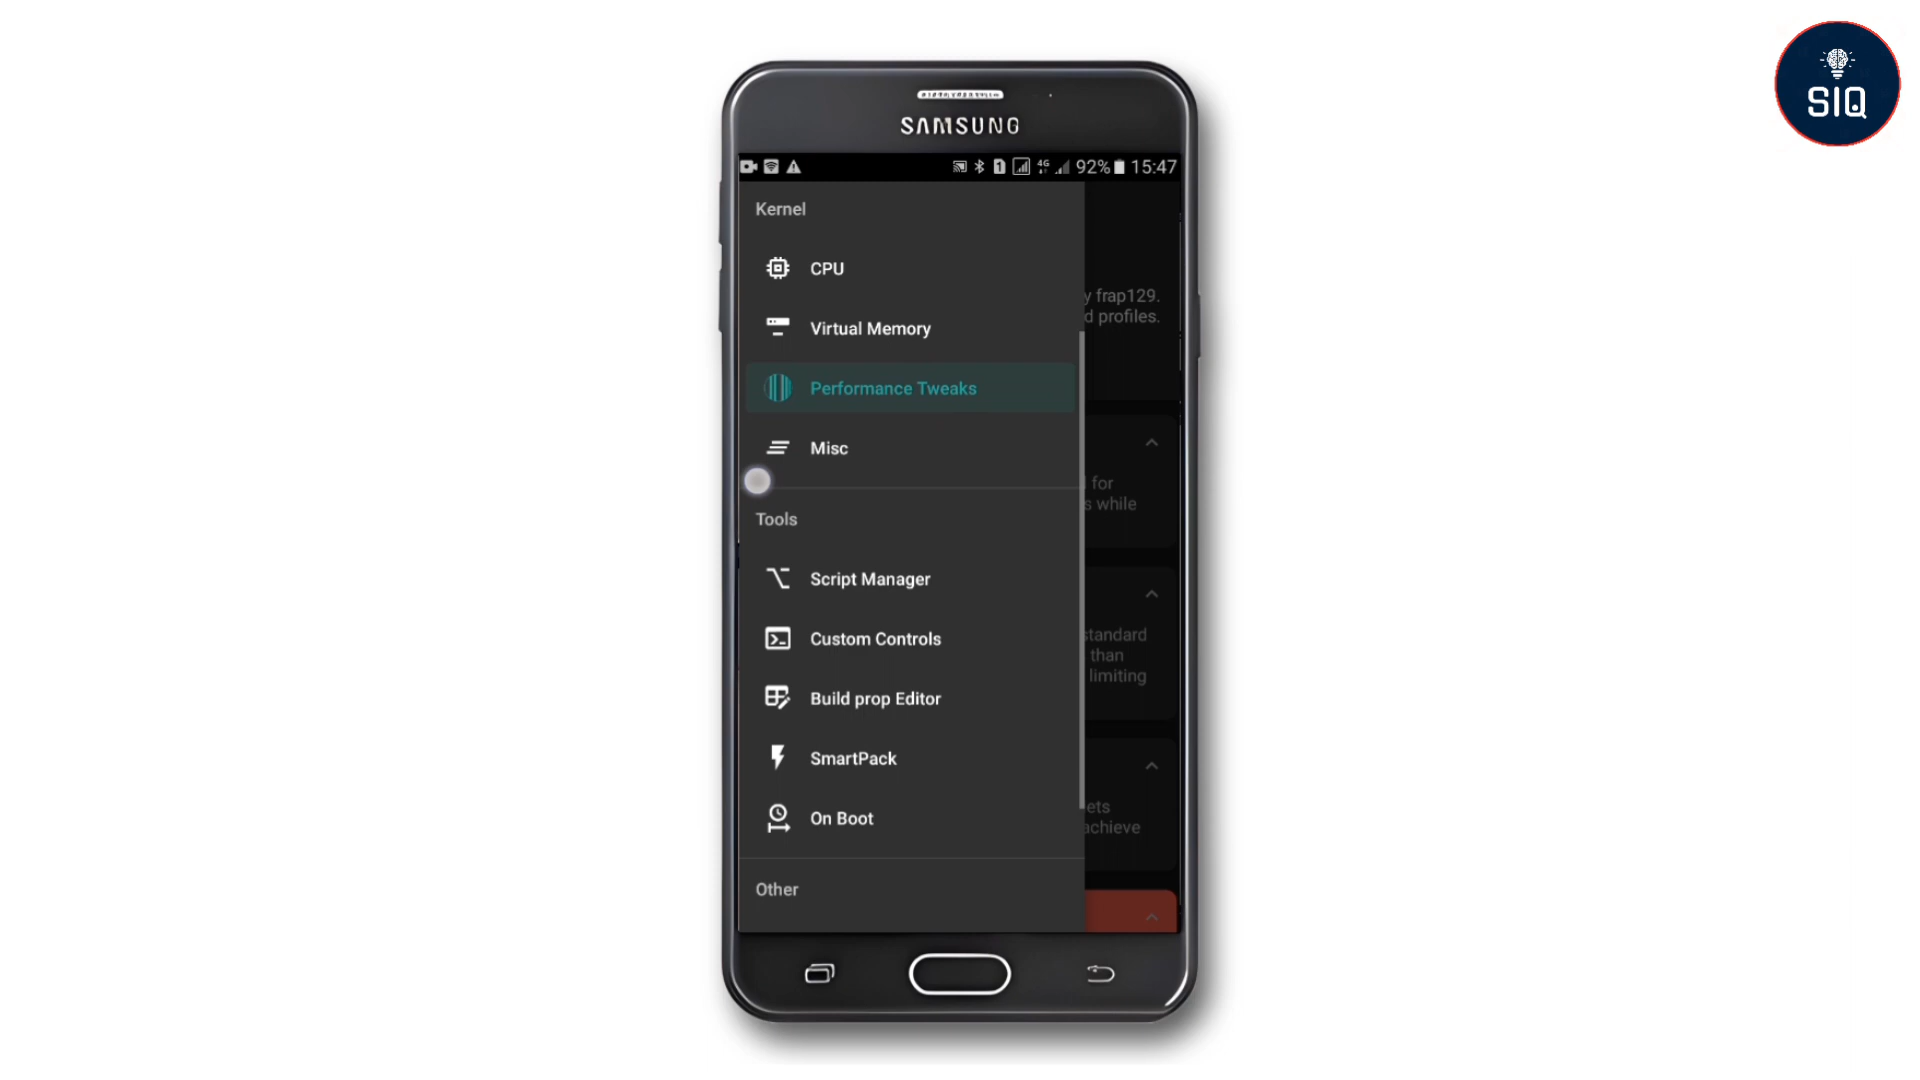 SIQ
SAMSUNG
4G 92% 15:47
Kernel
CPU
y frap129.
d profiles.
Virtual Memory
Performance Tweaks
Misc
for
s while
Tools
Script Manager
standard
Custom Controls
than
limiting
Build prop Editor
SmartPack
ets
On Boot
achieve
Other